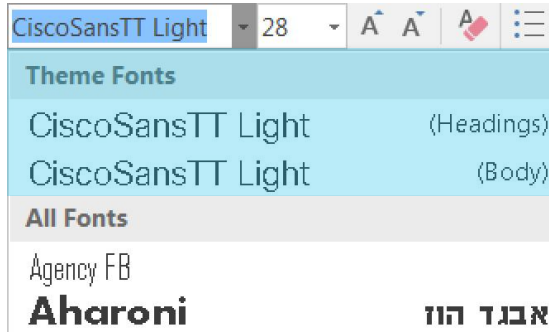 CiscoSansTT Light 28 A A A
Theme Fonts
CiscoSansTT Light (Headings)
CiscoSansTT Light (Body)
All Fonts
Agency FB
Aharoni אבגד הוז